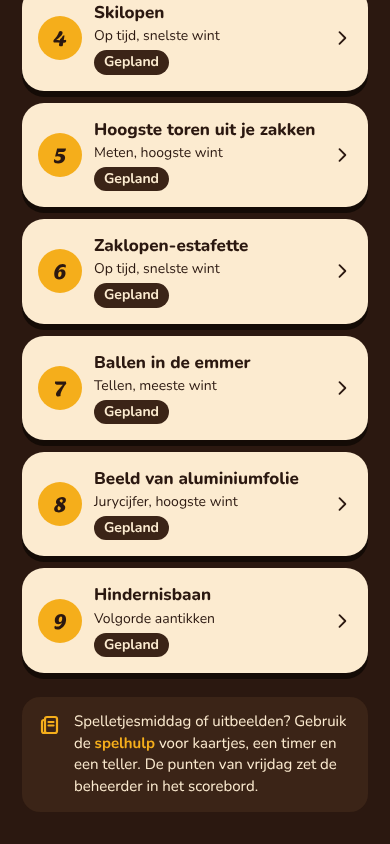 Skilopen
4
Op tijd, snelste wint
Gepland
Hoogste toren uit je zakken
5
Meten, hoogste wint
Gepland
Zaklopen-estafette
6
Op tijd, snelste wint
Gepland
Ballen in de emmer
7
Tellen, meeste wint
Gepland
Beeld van aluminiumfolie
8
Jurycijfer, hoogste wint
Gepland
Hindernisbaan
9
Volgorde aantikken
Gepland
Spelletjesmiddag of uitbeelden? Gebruik
de spelhulp voor kaartjes, een timer en
een teller. De punten van vrijdag zet de
beheerder in het scorebord.